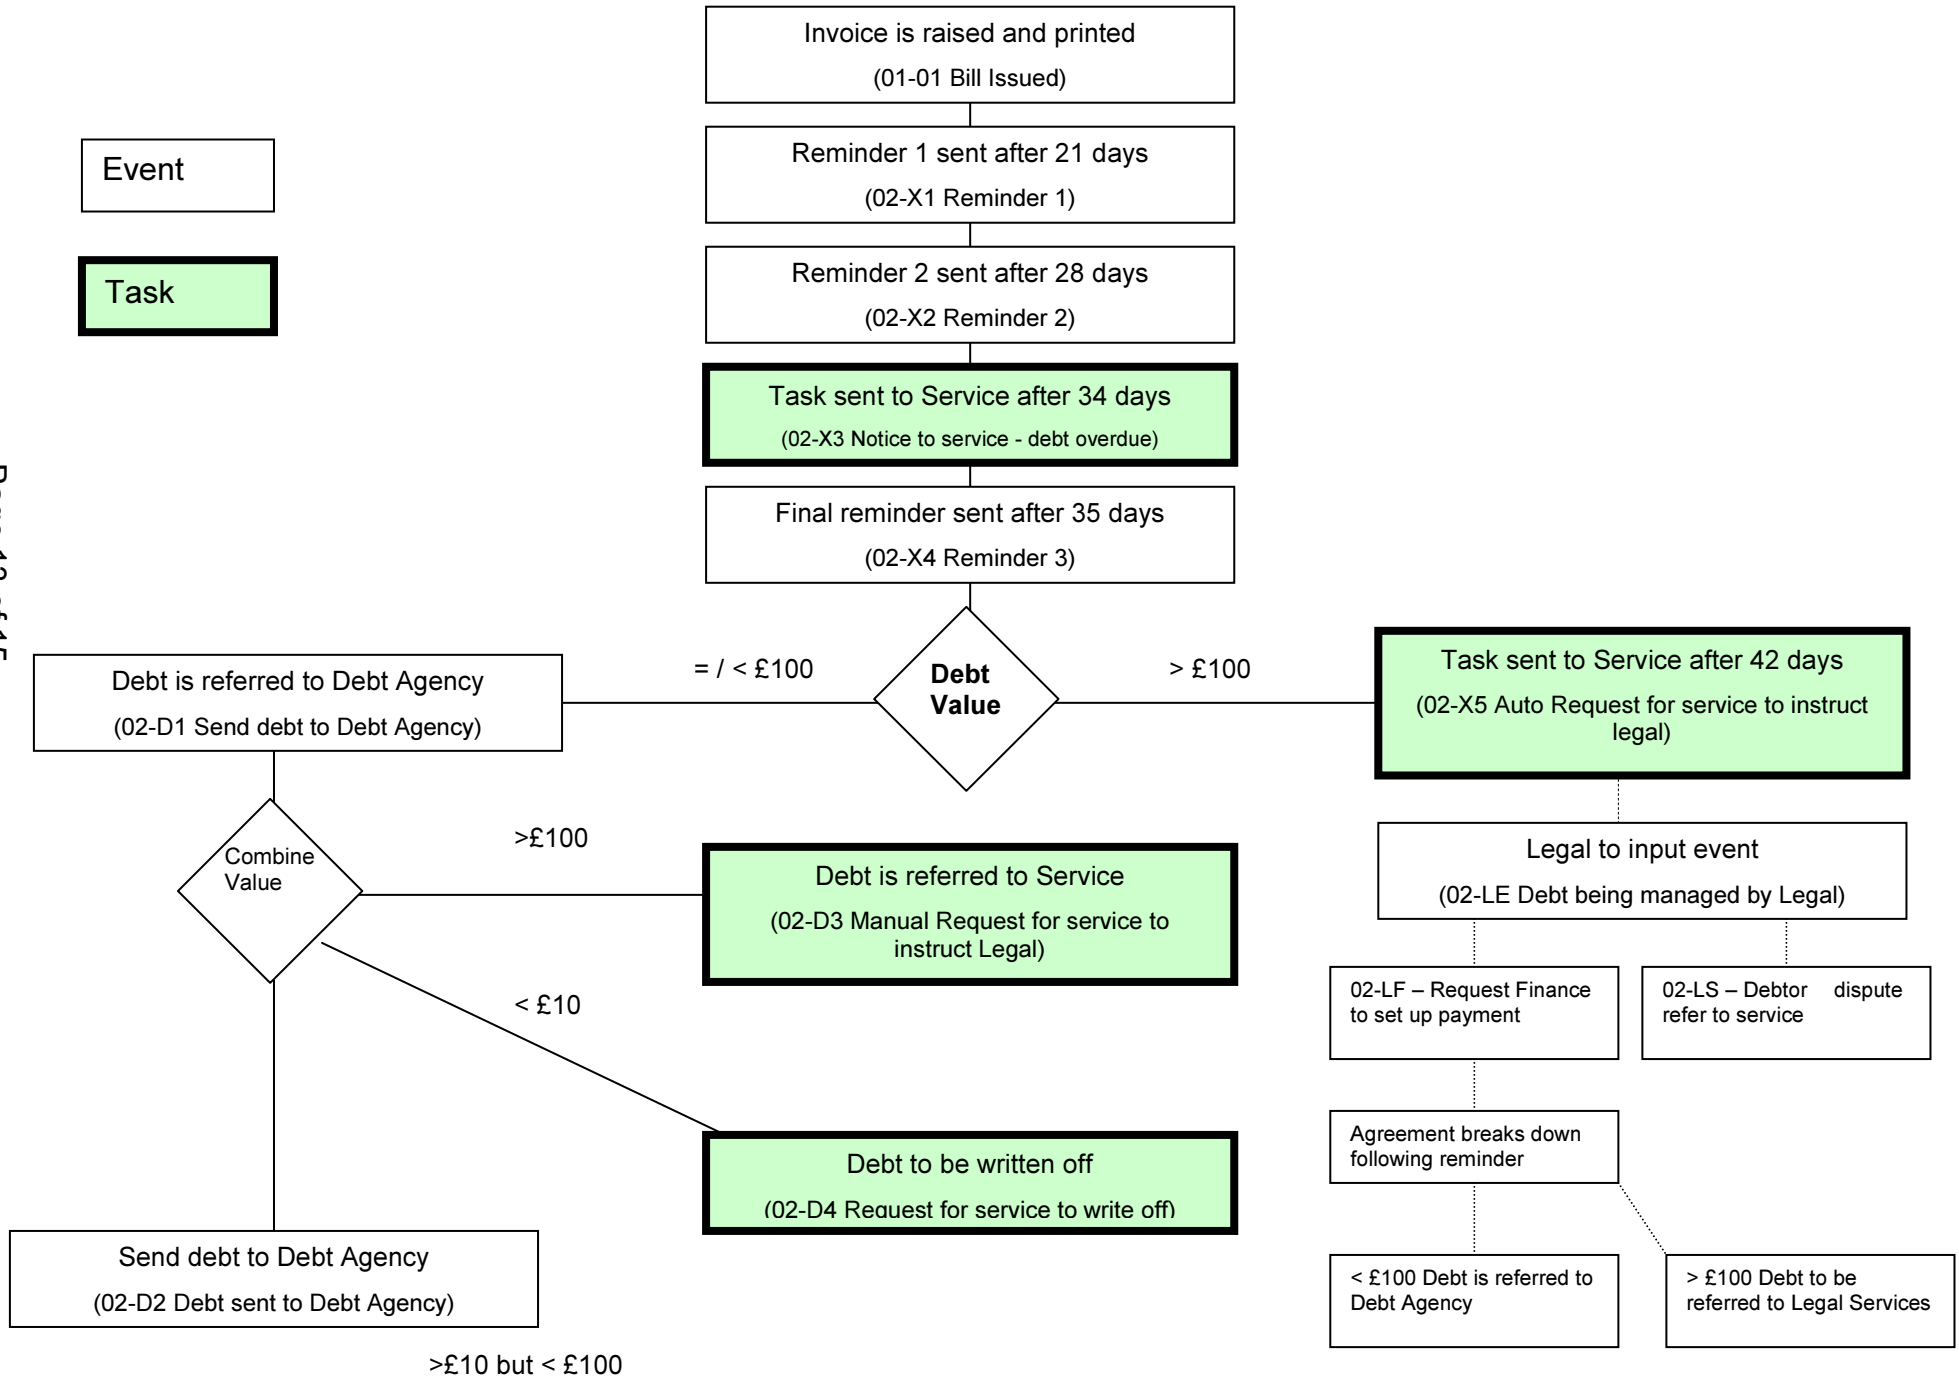 Invoice is raised and printed
(01-01 Bill Issued)
Event
Reminder 1 sent after 21 days
(02-X1 Reminder 1)
Task
Reminder 2 sent after 28 days
(02-X2 Reminder 2)
Task sent to Service after 34 days
(02-X3 Notice to service - debt overdue)
Final reminder sent after 35 days
(02-X4 Reminder 3)
Debt
Value
= / < £100
> £100
Debt is referred to Debt Agency
(02-D1 Send debt to Debt Agency)
Task sent to Service after 42 days
(02-X5 Auto Request for service to instruct
legal)
Combine
Value
>£100
Debt is referred to Service
(02-D3 Manual Request for service to
instruct Legal)
Legal to input event
(02-LE Debt being managed by Legal)
< £10
02-LF – Request Finance
to set up payment
02-LS – Debtor dispute
refer to service
Agreement breaks down
following reminder
Debt to be written off
(02-D4 Request for service to write off)
Send debt to Debt Agency
(02-D2 Debt sent to Debt Agency)
< £100 Debt is referred to
Debt Agency
> £100 Debt to be
referred to Legal Services
>£10 but < £100